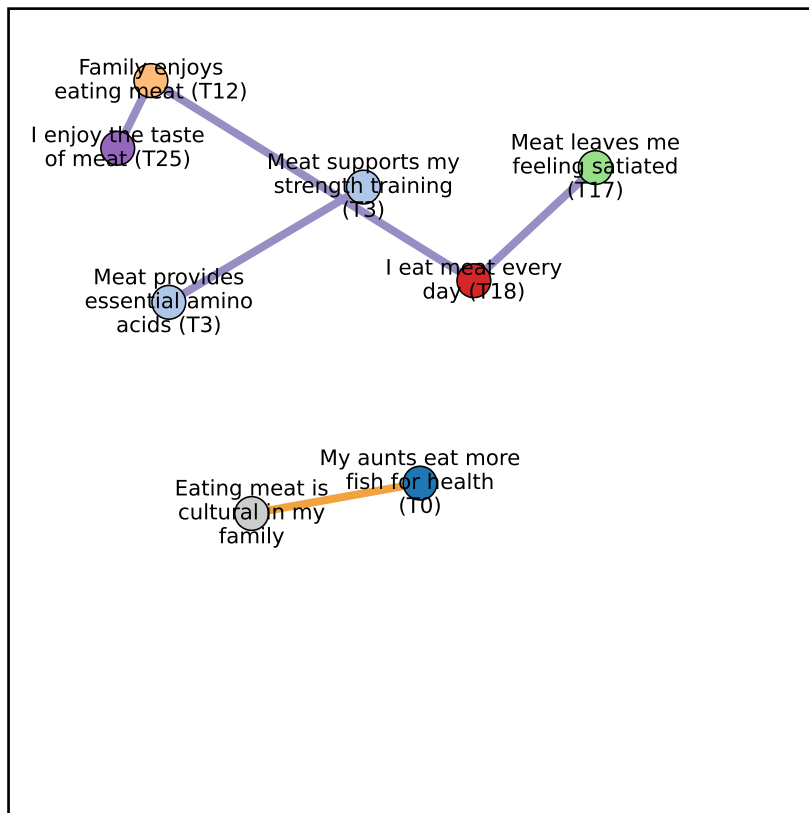 Family enjoys
eating meat (T12)
I enjoy the taste
of meat (T25)
Meat supports my
strength training
(T3)
Meat leaves me
feeling satiated
(T17)
I eat meat every
day (T18)
Meat provides
essential amino
acids (T3)
My aunts eat more
fish for health
(T0)
Eating meat is
cultural in my
family